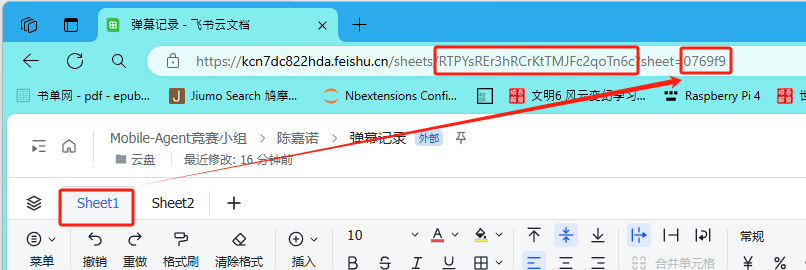 弹幕记录 - 飞书云文档
https://kcn7dc822hda.feishu.cn/sheets/RTPYsREr3hRCrKtTMJFc2qoTn6c?sheet=0769f9
书单网 - pdf - epub... Jiumo Search 鸠摩... Nbextensions Confi... 文明6 风云变幻学习... Raspberry Pi 4
Mobile-Agent竞赛小组 > 陈嘉诺 > 弹幕记录 外部
云盘 | 最近修改: 16 分钟前
Sheet1 Sheet2 +
10 A 常规
菜单 撤销 重做 格式刷 清除格式 插入 B I U 合并单元格 ¥ %